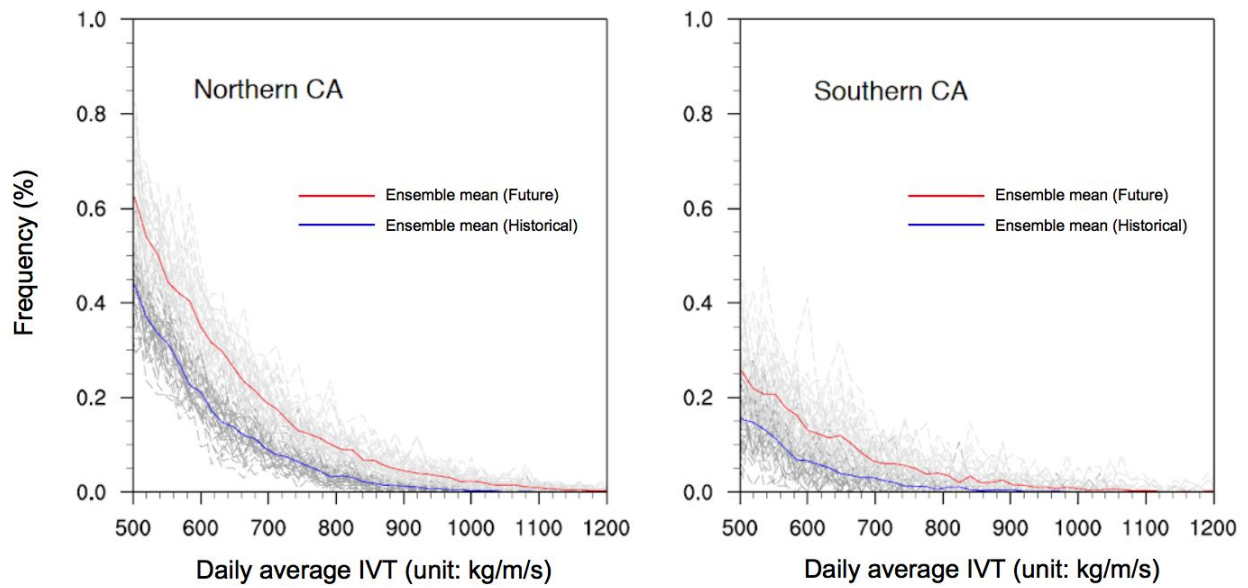 Northern CA
Frequency (%)
1.0
0.8
0.6
0.4
0.2
0.0
Ensemble mean (Future)
Ensemble mean (Historical)
500 600 700 800 900 1000 1100 1200
Daily average IVT (unit: kg/m/s)
Southern CA
1.0
0.8
0.6
0.4
0.2
0.0
Ensemble mean (Future)
Ensemble mean (Historical)
500 600 700 800 900 1000 1100 1200
Daily average IVT (unit: kg/m/s)